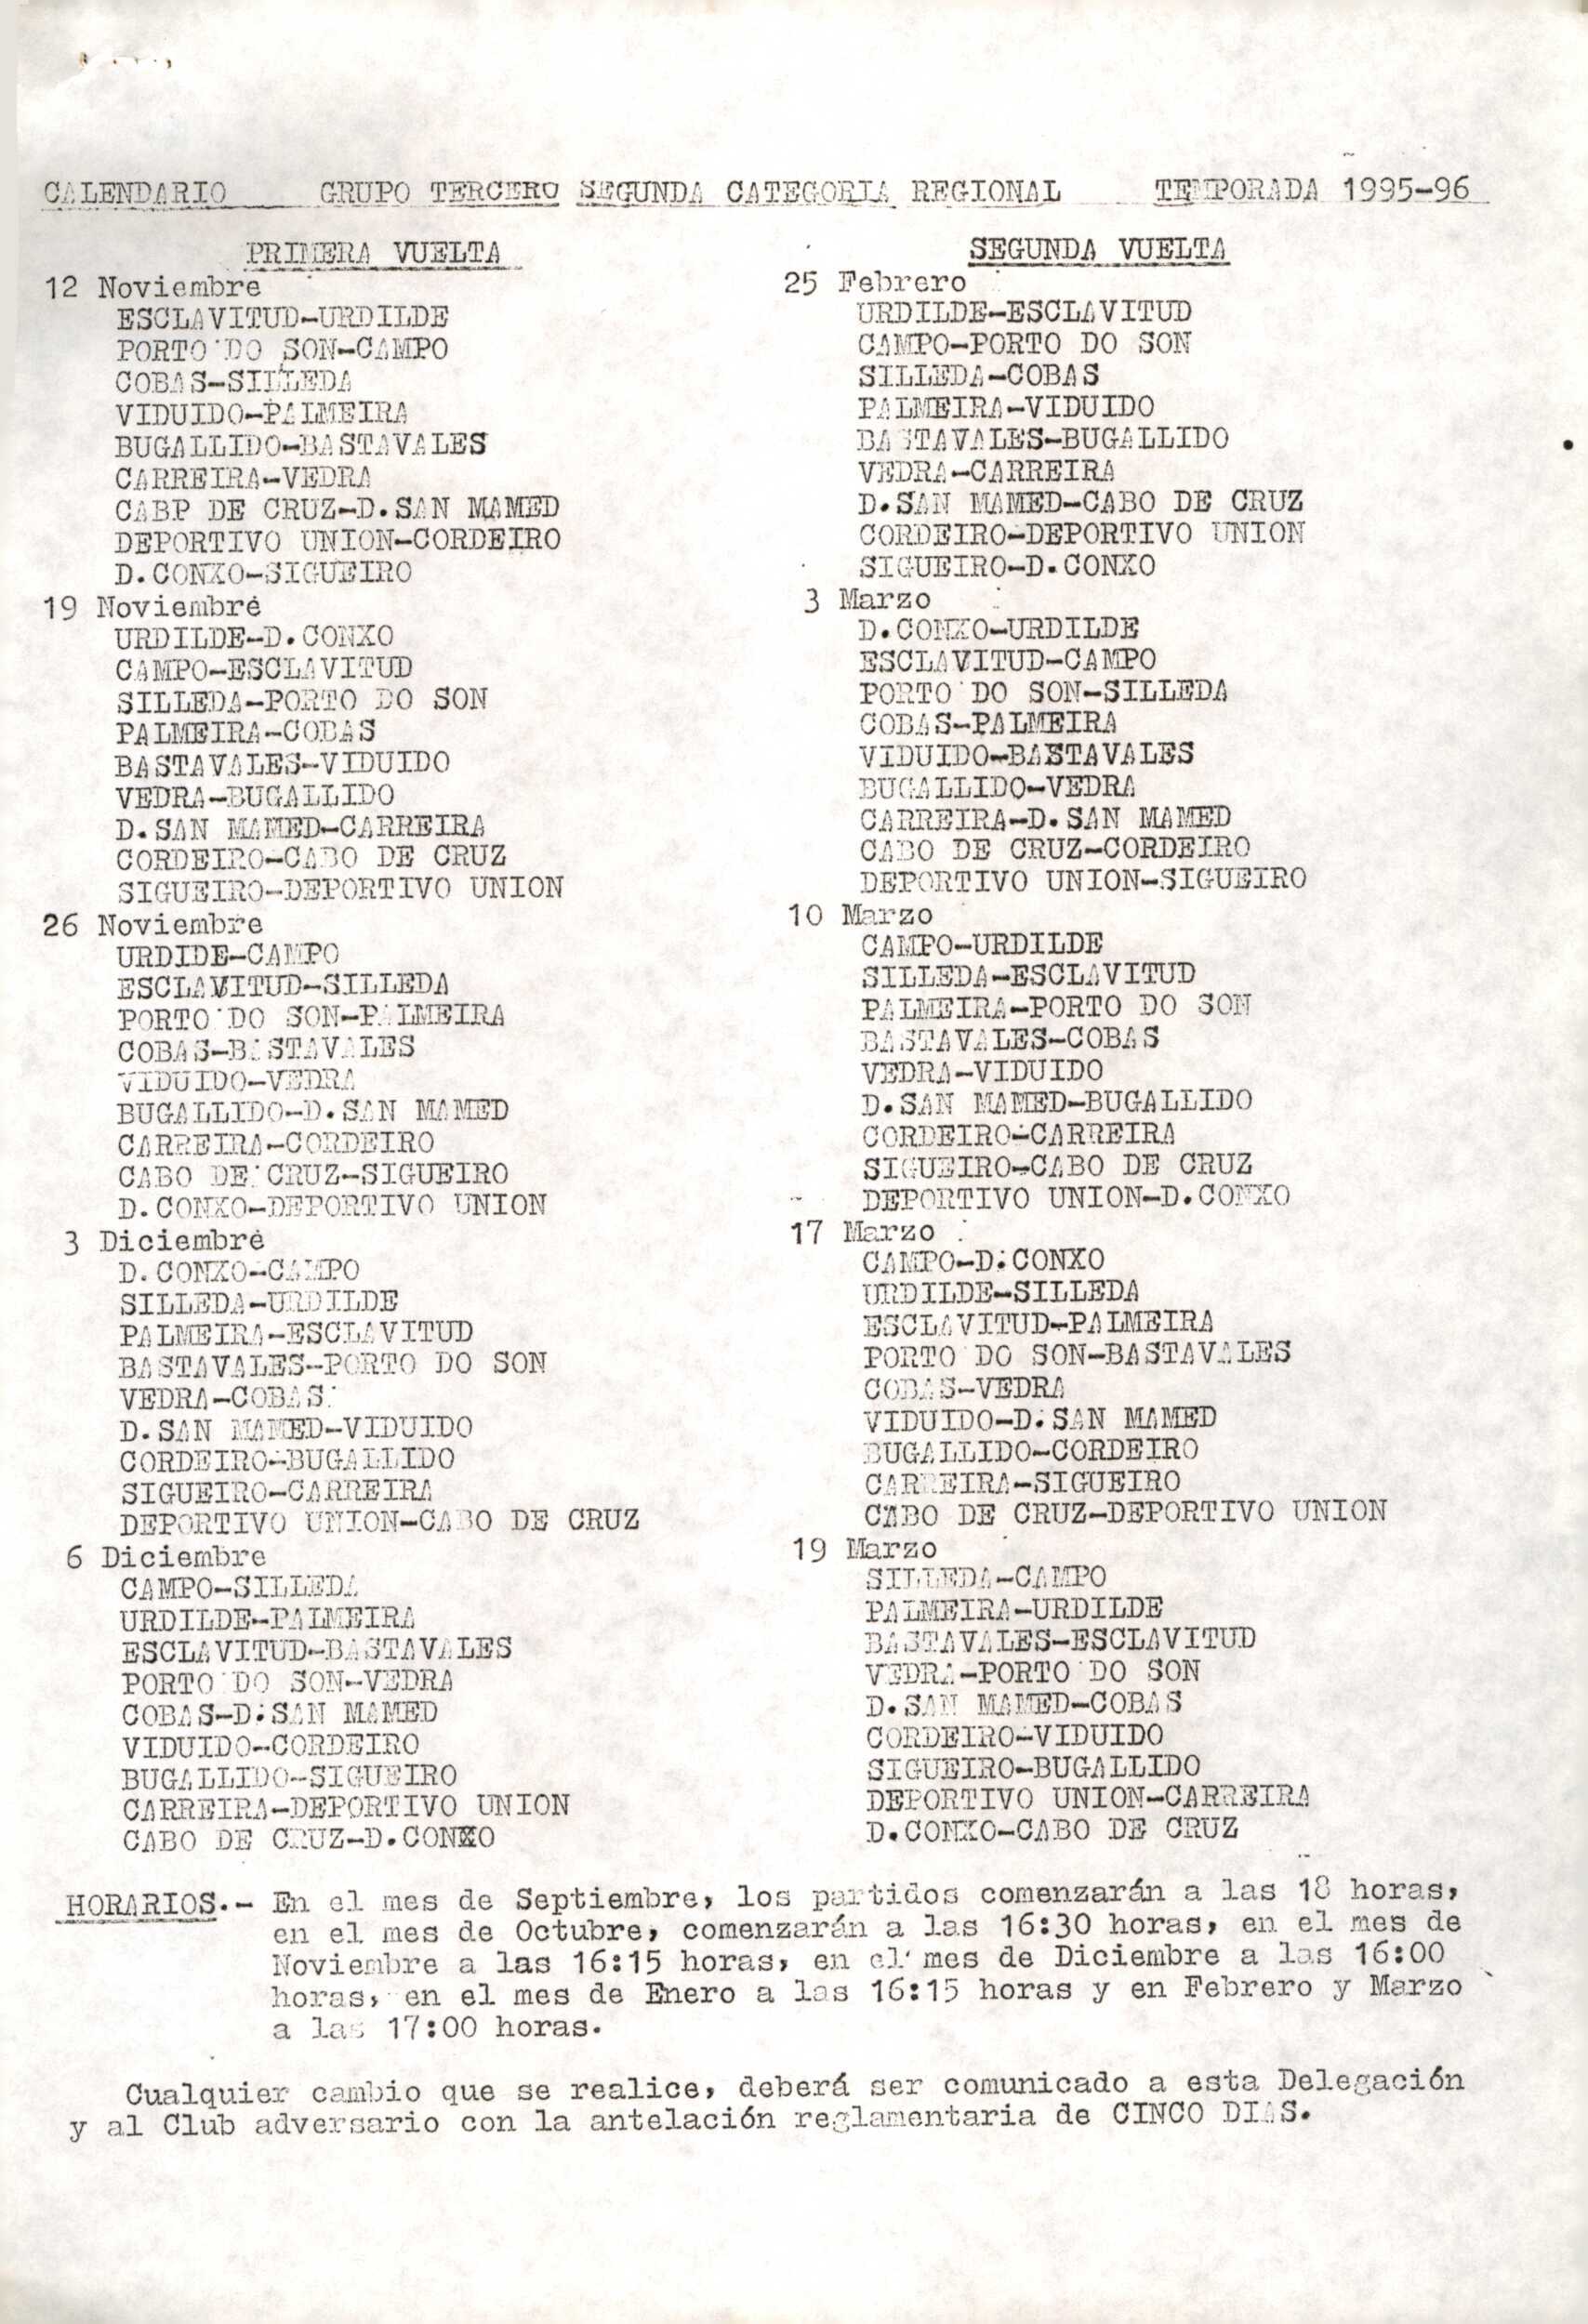 CALENDARIO GRUPO TERCERO SEGUNDA CATEGORIA REGIONAL TEMPORADA 1995-96
PRIMERA VUELTA
12 Noviembre
ESCLAVITUD-URDILDE
PORTO DO SON-CAMPO
COBAS-SILLEDA
VIDUIDO-PALMEIRA
BUGALLIDO-BASTAVALES
CARREIRA-VEDRA
CABP DE CRUZ-D.SAN MAMED
DEPORTIVO UNION-CORDEIRO
D.CONXO-SIGUEIRO
19 Noviembre
URDILDE-D.CONXO
CAMPO-ESCLAVITUD
SILLEDA-PORTO DO SON
PALMEIRA-COBAS
BASTAVALES-VIDUIDO
VEDRA-BUGALLIDO
D.SAN MAMED-CARREIRA
CORDEIRO-CABO DE CRUZ
SIGUEIRO-DEPORTIVO UNION
26 Noviembre
URDIDE-CAMPO
ESCLAVITUD-SILLEDA
PORTO DO SON-PALMEIRA
COBAS-BASTAVALES
VIDUIDO-VEDRA
BUGALLIDO-D.SAN MAMED
CARREIRA-CORDEIRO
CABO DE CRUZ-SIGUEIRO
D.CONXO-DEPORTIVO UNION
3 Diciembre
D.CONXO-CAMPO
SILLEDA-URDILDE
PALMEIRA-ESCLAVITUD
BASTAVALES-PORTO DO SON
VEDRA-COBAS
D.SAN MAMED-VIDUIDO
CORDEIRO-BUGALLIDO
SIGUEIRO-CARREIRA
DEPORTIVO UNION-CABO DE CRUZ
6 Diciembre
CAMPO-SILLEDA
URDILDE-PALMEIRA
ESCLAVITUD-BASTAVALES
PORTO DO SON-VEDRA
COBAS-D.SAN MAMED
VIDUIDO-CORDEIRO
BUGALLIDO-SIGUEIRO
CARREIRA-DEPORTIVO UNION
CABO DE CRUZ-D.CONXO
SEGUNDA VUELTA
25 Febrero
URDILDE-ESCLAVITUD
CAMPO-PORTO DO SON
SILLEDA-COBAS
PALMEIRA-VIDUIDO
BASTAVALES-BUGALLIDO
VEDRA-CARREIRA
D.SAN MAMED-CABO DE CRUZ
CORDEIRO-DEPORTIVO UNION
SIGUEIRO-D.CONXO
3 Marzo
D.CONXO-URDILDE
ESCLAVITUD-CAMPO
PORTO DO SON-SILLEDA
COBAS-PALMEIRA
VIDUIDO-BASTAVALES
BUGALLIDO-VEDRA
CARREIRA-D.SAN MAMED
CABO DE CRUZ-CORDEIRO
DEPORTIVO UNION-SIGUEIRO
10 Marzo
CAMPO-URDILDE
SILLEDA-ESCLAVITUD
PALMEIRA-PORTO DO SON
BASTAVALES-COBAS
VEDRA-VIDUIDO
D.SAN MAMED-BUGALLIDO
CORDEIRO-CARREIRA
SIGUEIRO-CABO DE CRUZ
DEPORTIVO UNION-D.CONXO
17 Marzo
CAMPO-D.CONXO
URDILDE-SILLEDA
ESCLAVITUD-PALMEIRA
PORTO DO SON-BASTAVALES
COBAS-VEDRA
VIDUIDO-D.SAN MAMED
BUGALLIDO-CORDEIRO
CARREIRA-SIGUEIRO
CABO DE CRUZ-DEPORTIVO UNION
19 Marzo
SILLEDA-CAMPO
PALMEIRA-URDILDE
BASTAVALES-ESCLAVITUD
VEDRA-PORTO DO SON
D.SAN MAMED-COBAS
CORDEIRO-VIDUIDO
SIGUEIRO-BUGALLIDO
DEPORTIVO UNION-CARREIRA
D.CONXO-CABO DE CRUZ
HORARIOS.- En el mes de Septiembre, los partidos comenzarán a las 18 horas,
en el mes de Octubre, comenzarán a las 16:30 horas, en el mes de
Noviembre a las 16:15 horas, en el mes de Diciembre a las 16:00
horas, en el mes de Enero a las 16:15 horas y en Febrero y Marzo
a las 17:00 horas.
Cualquier cambio que se realice, deberá ser comunicado a esta Delegación
y al Club adversario con la antelación reglamentaria de CINCO DIAS.